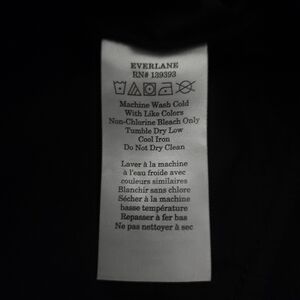 EVERLANE
RN# 139393
Machine Wash Cold
With Like Colors
Non-Chlorine Bleach Only
Tumble Dry Low
Cool Iron
Do Not Dry Clean
Laver à la machine
à l'eau froide avec
couleurs similaires
Blanchir sans chlore
Sécher à la machine
basse température
Repasser à fer bas
Ne pas nettoyer à sec